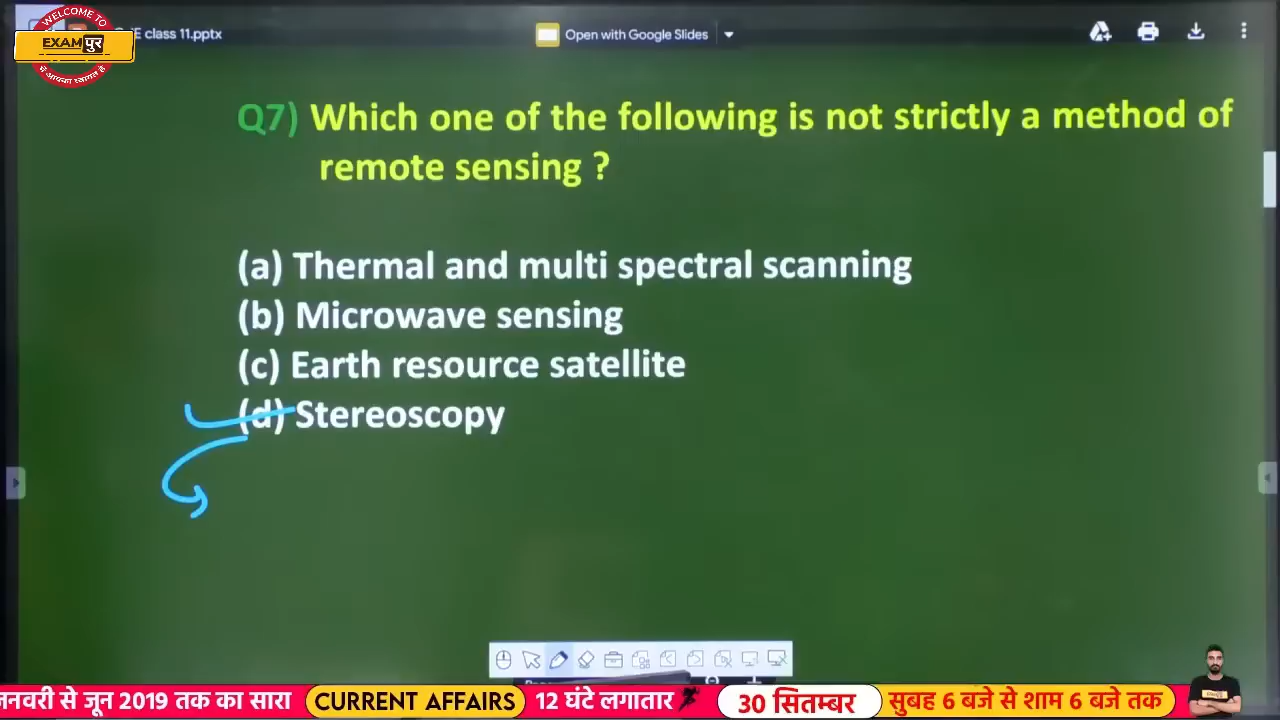 WELCOME TO
EXAMपुर
में आपका स्वागत है
E class 11.pptx
Open with Google Slides
Q7) Which one of the following is not strictly a method of
remote sensing ?
(a) Thermal and multi spectral scanning
(b) Microwave sensing
(c) Earth resource satellite
(d) Stereoscopy
जनवरी से जून 2019 तक का सारा CURRENT AFFAIRS 12 घंटे लगातार 30 सितम्बर सुबह 6 बजे से शाम 6 बजे तक